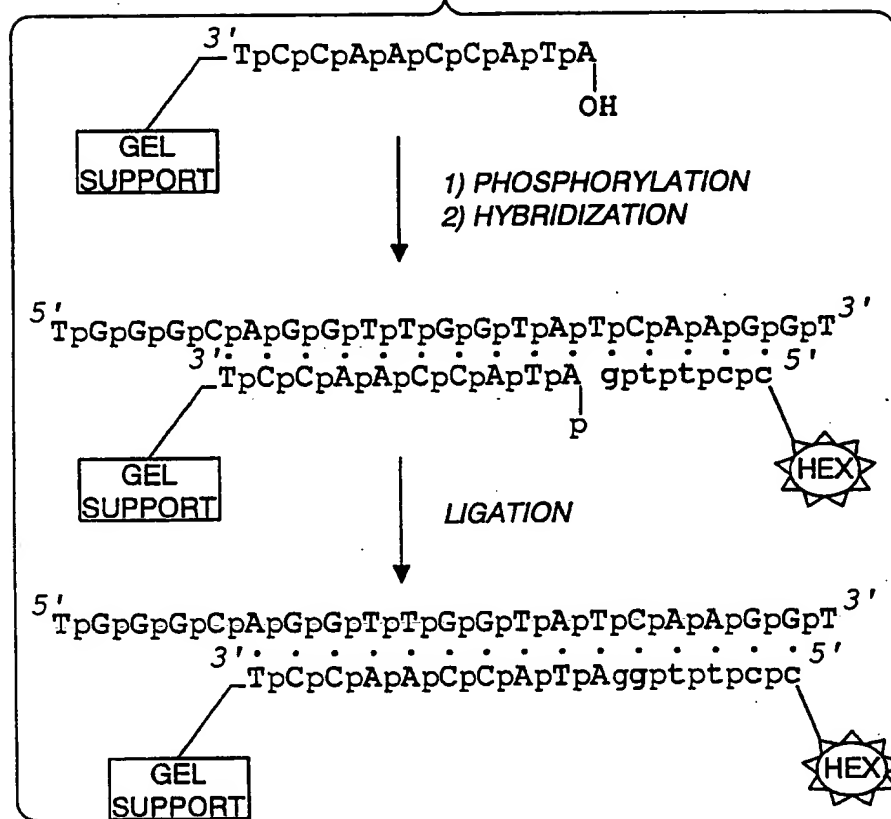 3'
TpCpCpApApCpCpApTpA
OH
GEL
SUPPORT
1) PHOSPHORYLATION
2) HYBRIDIZATION
5' TpGpGpGpCpApGpGpTpTpGpGpTpApTpCpApApGpGpT 3'
3' 5'
TpCpCpApApCpCpApTpA gptptpcpc
p
GEL
SUPPORT
HEX
LIGATION
5' TpGpGpGpCpApGpGpTpTpGpGpTpApTpCpApApGpGpT 3'
3' 5'
TpCpCpApApCpCpApTpAggptptpcpc
GEL
SUPPORT
HEX